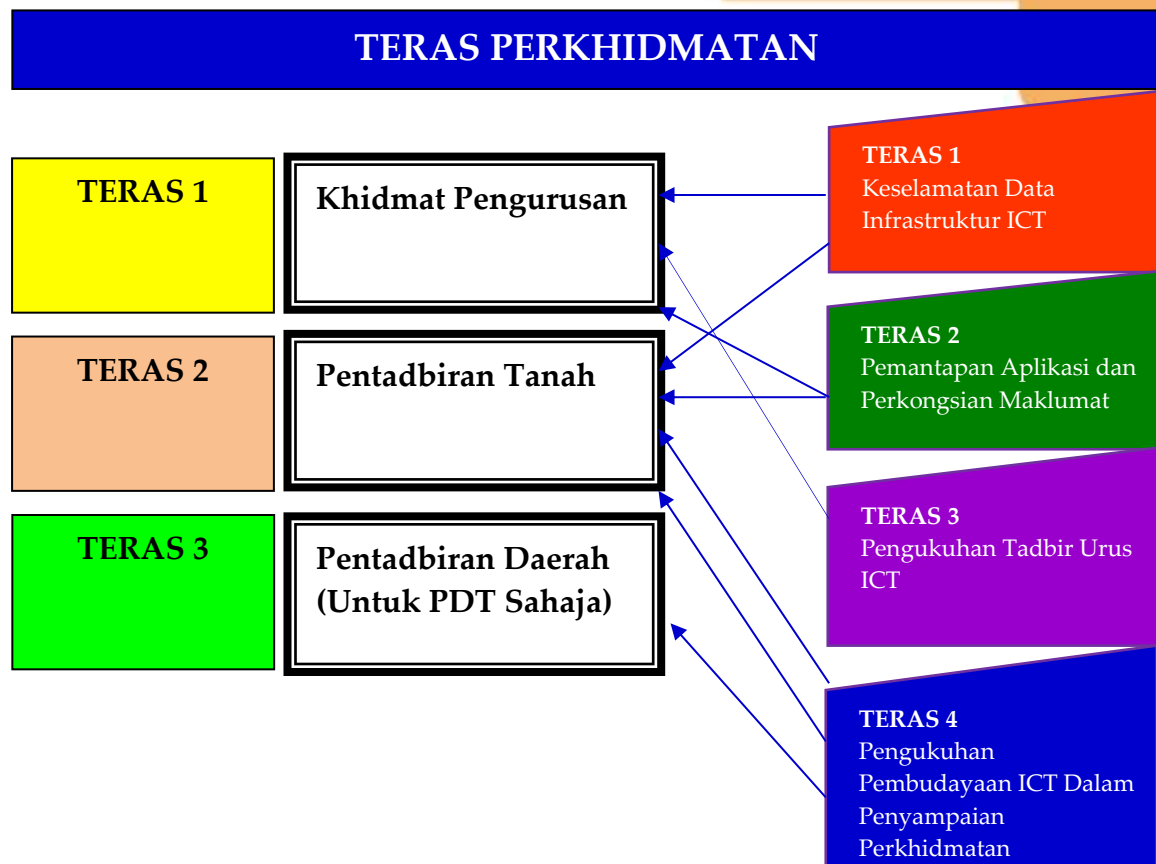 TERAS PERKHIDMATAN
TERAS 1
Khidmat Pengurusan
TERAS 2
Pentadbiran Tanah
TERAS 3
Pentadbiran Daerah
(Untuk PDT Sahaja)
TERAS 1
Keselamatan Data
Infrastruktur ICT
TERAS 2
Pemantapan Aplikasi dan
Perkongsian Maklumat
TERAS 3
Pengukuhan Tadbir Urus
ICT
TERAS 4
Pengukuhan
Pembudayaan ICT Dalam
Penyampaian
Perkhidmatan